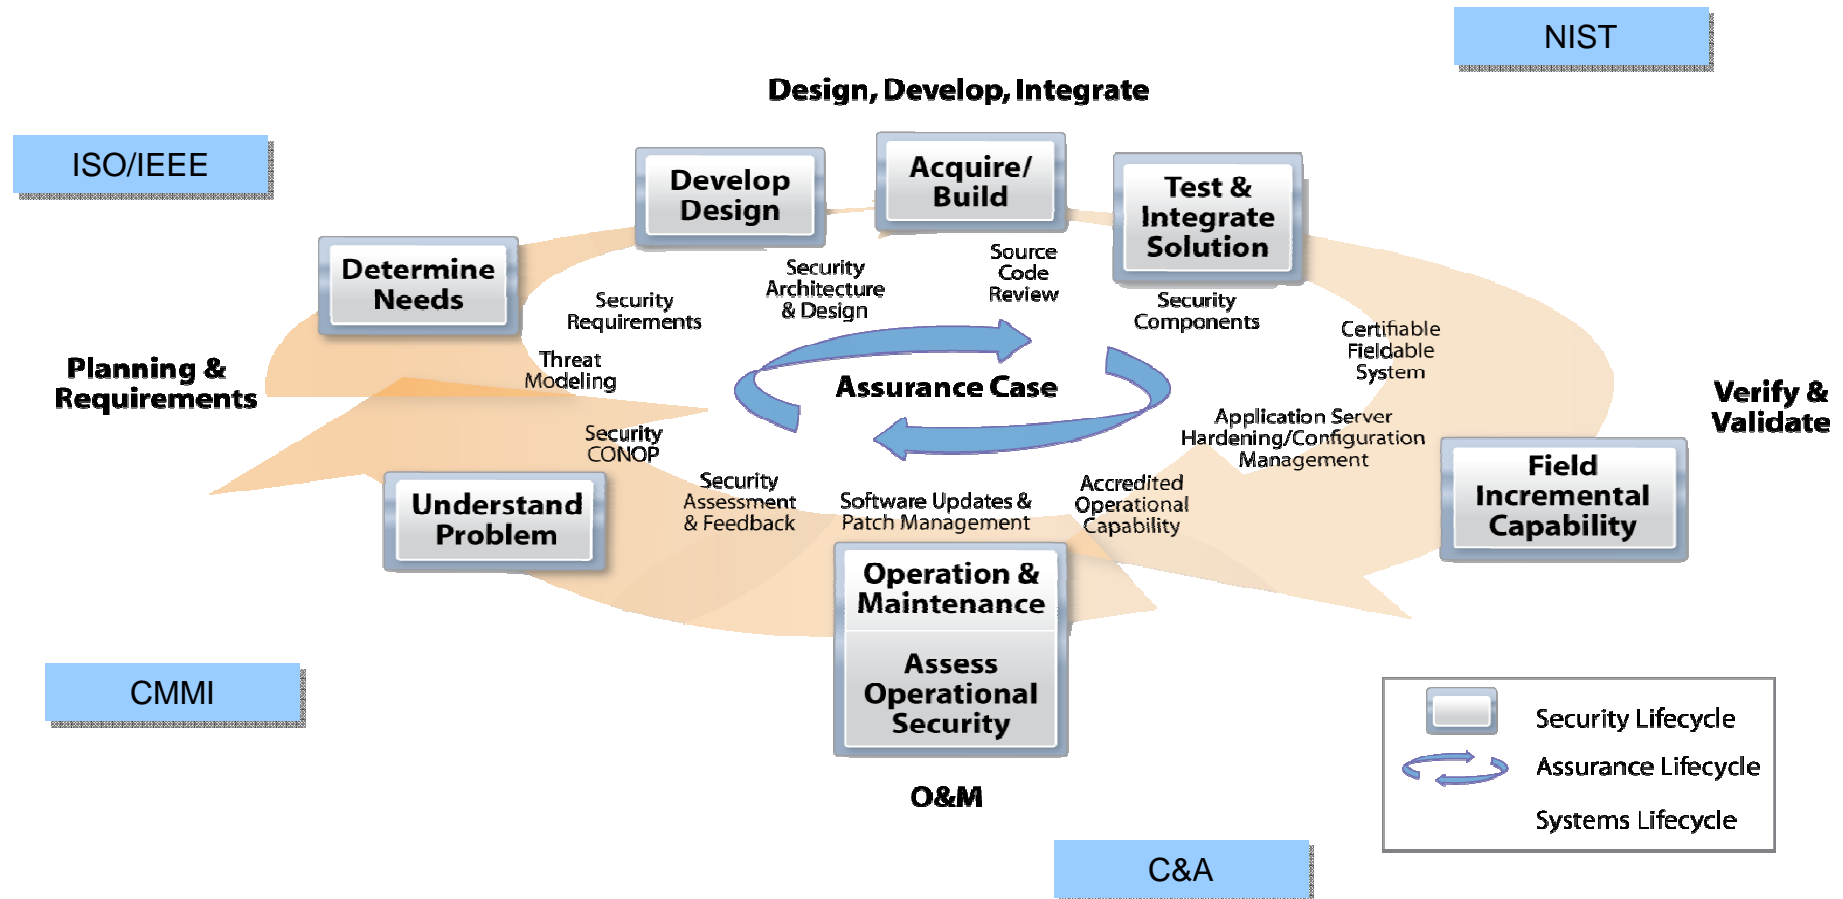 NIST
Design, Develop, Integrate
ISO/IEEE
Develop
Design
Acquire/
Build
Test &
Integrate
Solution
Determine
Needs
Security
Requirements
Security
Architecture
& Design
Source
Code
Review
Security
Components
Certifiable
Fieldable
System
Threat
Modeling
Planning &
Requirements
Assurance Case
Verify &
Validate
Application Server
Hardening/Configuration
Management
Security
CONOP
Field
Incremental
Capability
Understand
Problem
Security
Assessment
& Feedback
Software Updates &
Patch Management
Accredited
Operational
Capability
Operation &
Maintenance
Assess
Operational
Security
CMMI
O&M
Security Lifecycle
Assurance Lifecycle
Systems Lifecycle
C&A